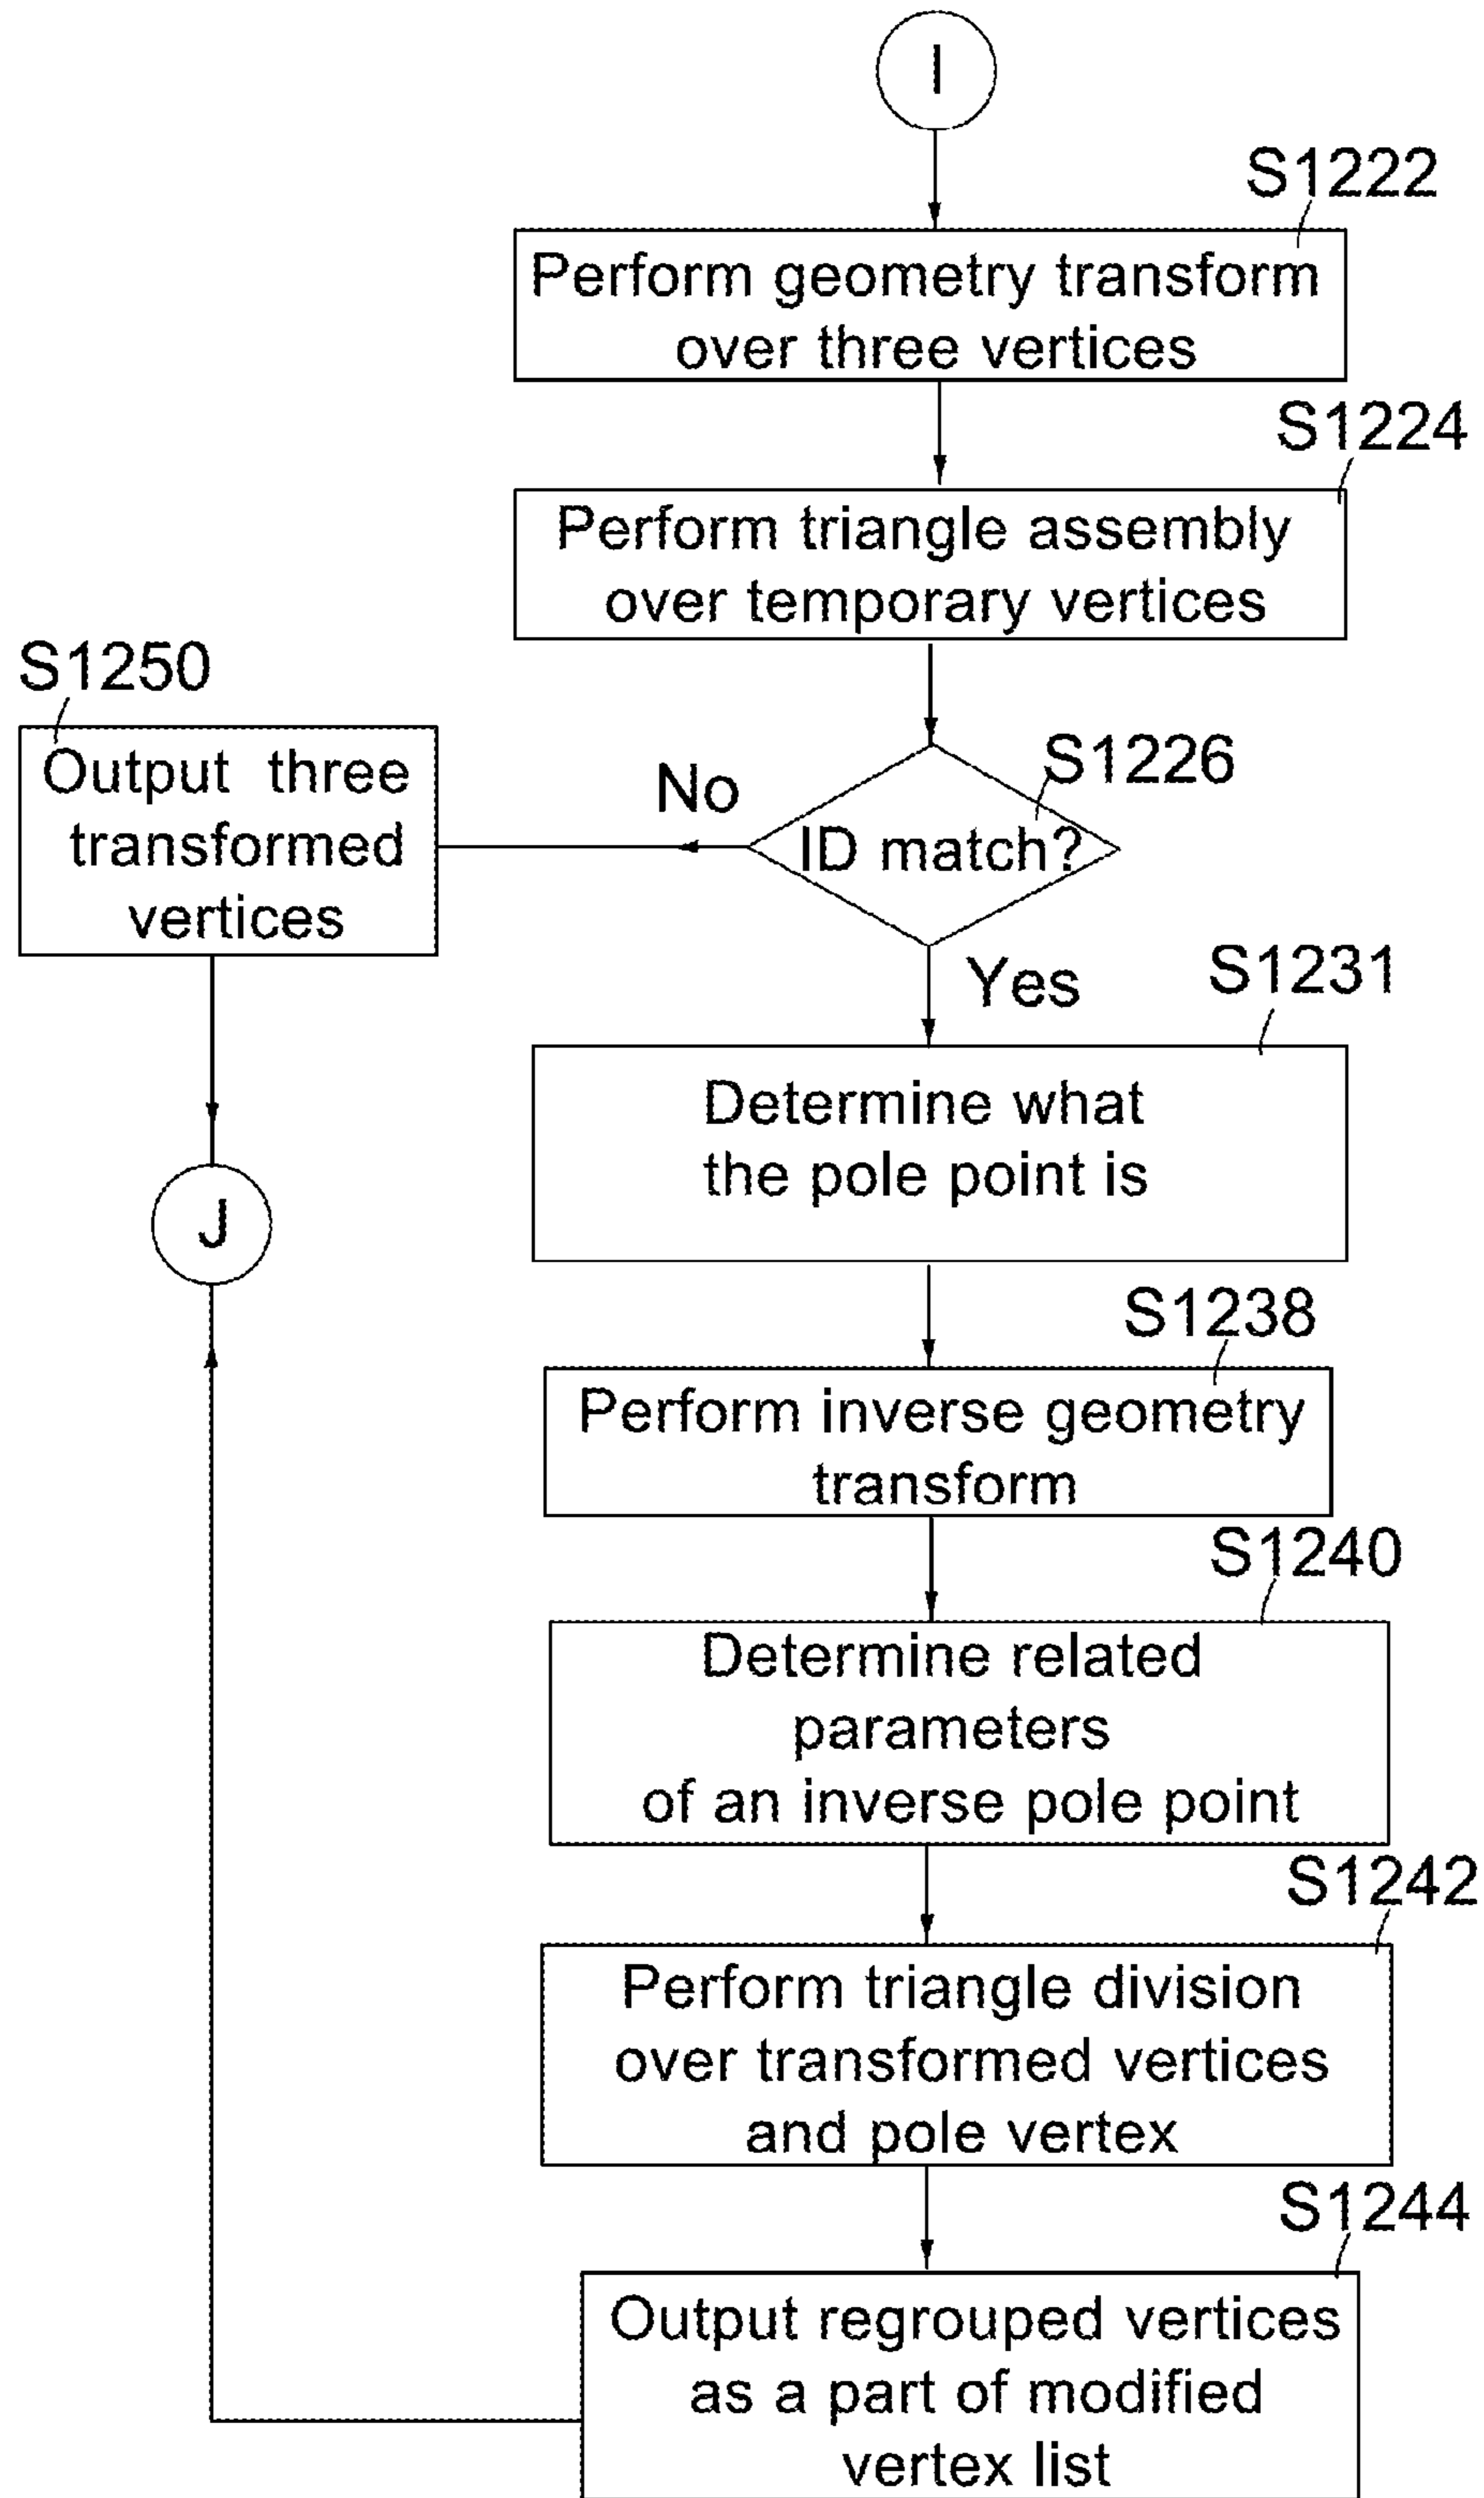 I
S1222
Perform geometry transform
over three vertices
S1224
Perform triangle assembly
over temporary vertices
S1250
Output three
transformed
vertices
No
S1226
ID match?
Yes
S1231
Determine what
the pole point is
J
S1238
Perform inverse geometry
transform
S1240
Determine related
parameters
of an inverse pole point
S1242
Perform triangle division
over transformed vertices
and pole vertex
S1244
Output regrouped vertices
as a part of modified
vertex list